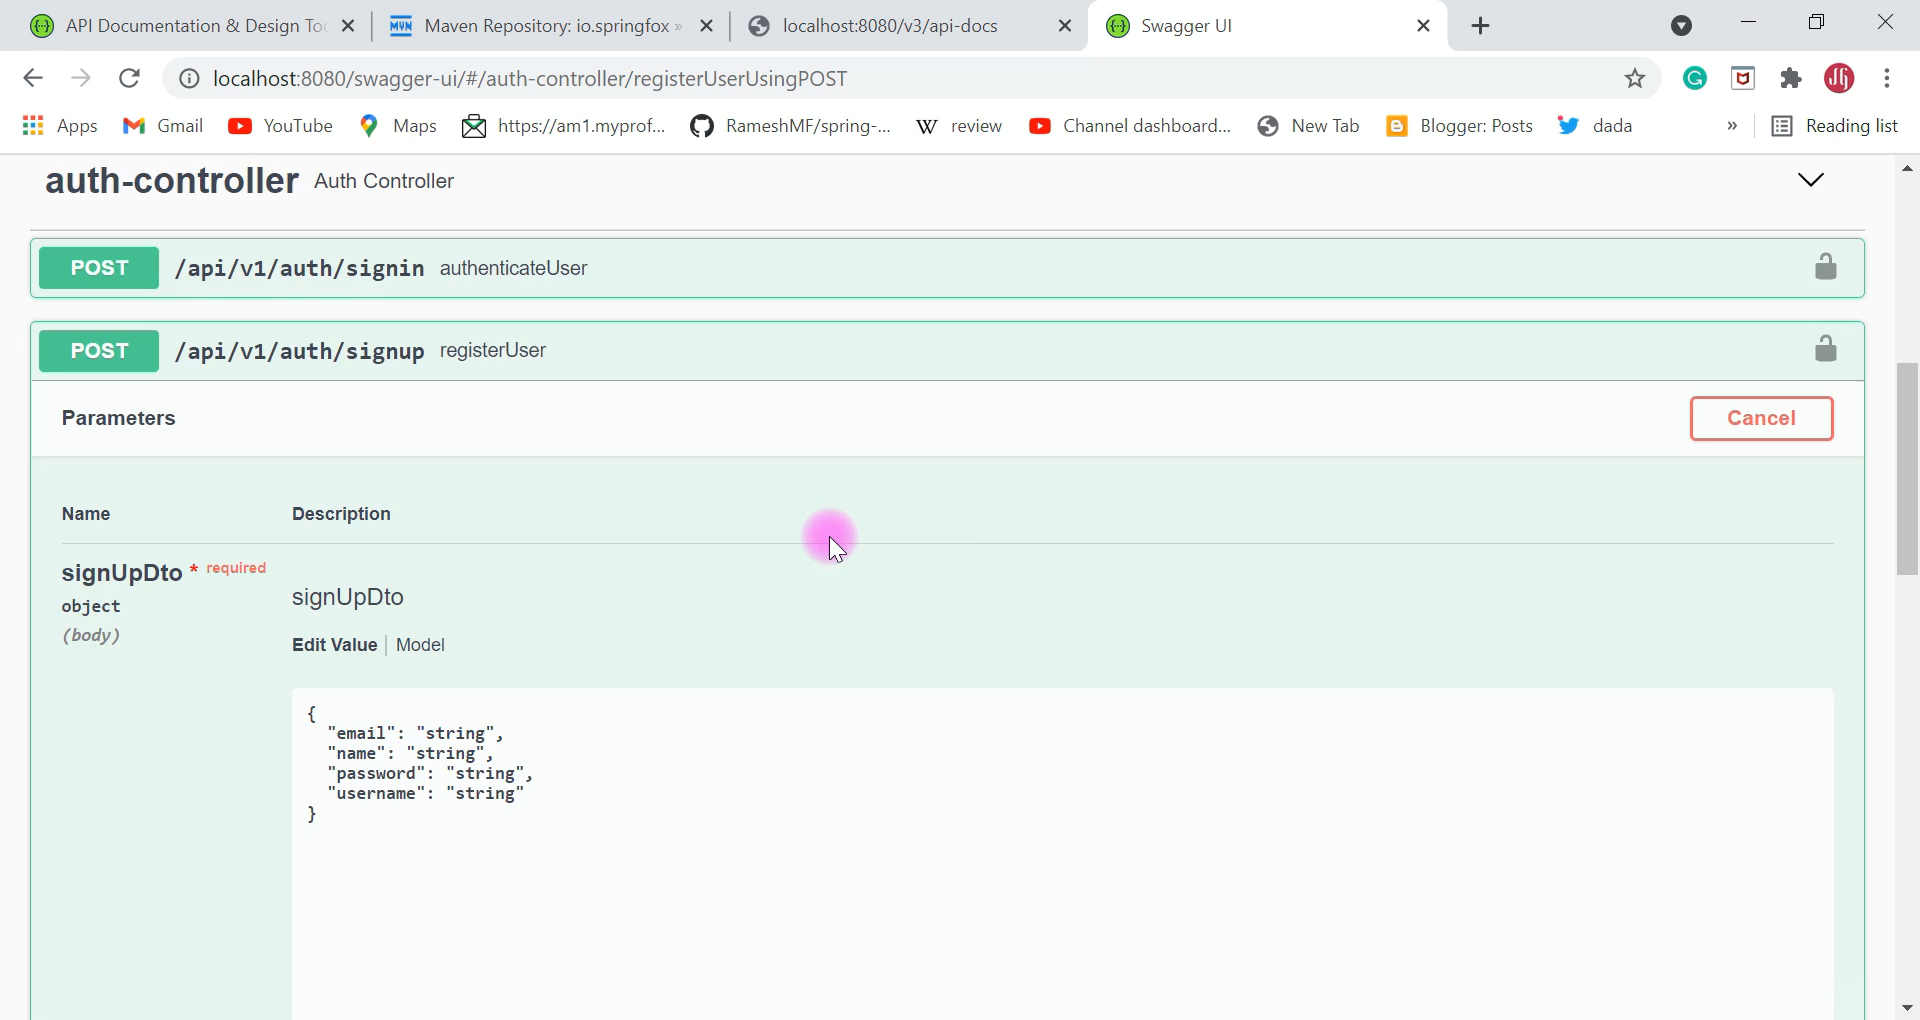 API Documentation & Design Too
Maven Repository: io.springfox »
localhost:8080/v3/api-docs
Swagger UI
localhost:8080/swagger-ui/#/auth-controller/registerUserUsingPOST
Apps
Gmail
YouTube
Maps
https://am1.myprof...
RameshMF/spring-...
W review
Channel dashboard...
New Tab
Blogger: Posts
dada
»
Reading list
auth-controller Auth Controller
POST /api/v1/auth/signin authenticateUser
POST /api/v1/auth/signup registerUser
Parameters
Cancel
Name Description
signUpDto * required
object
(body)
signUpDto
Edit Value | Model
{
"email": "string",
"name": "string",
"password": "string",
"username": "string"
}